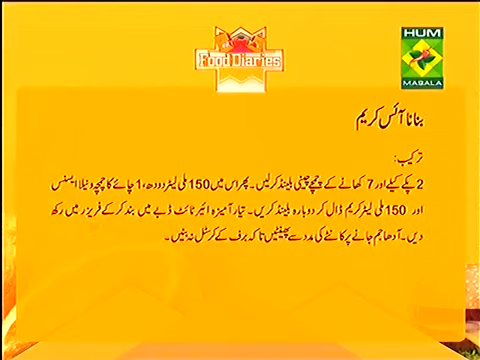 Food Diaries
HUM
MASALA
بنانا آئس کریم
ترکیب:
2 پکے کیلے اور 7 کھانے کے چمچے چینی بلینڈ کرلیں۔ پھر اس میں 150 ملی لیٹر دودھ، 1 چائے کا چمچہ ونیلا ایسنس
اور 150 ملی لیٹر کریم ڈال کر دوبارہ بلینڈ کریں۔ تیار آمیزہ ائیر ٹائٹ ڈبے میں بند کرکے فریزر میں رکھ
دیں۔ آدھا جم جانے پر کانٹے کی مدد سے پھینٹیں تاکہ برف کے کرسٹل نہ بنیں۔